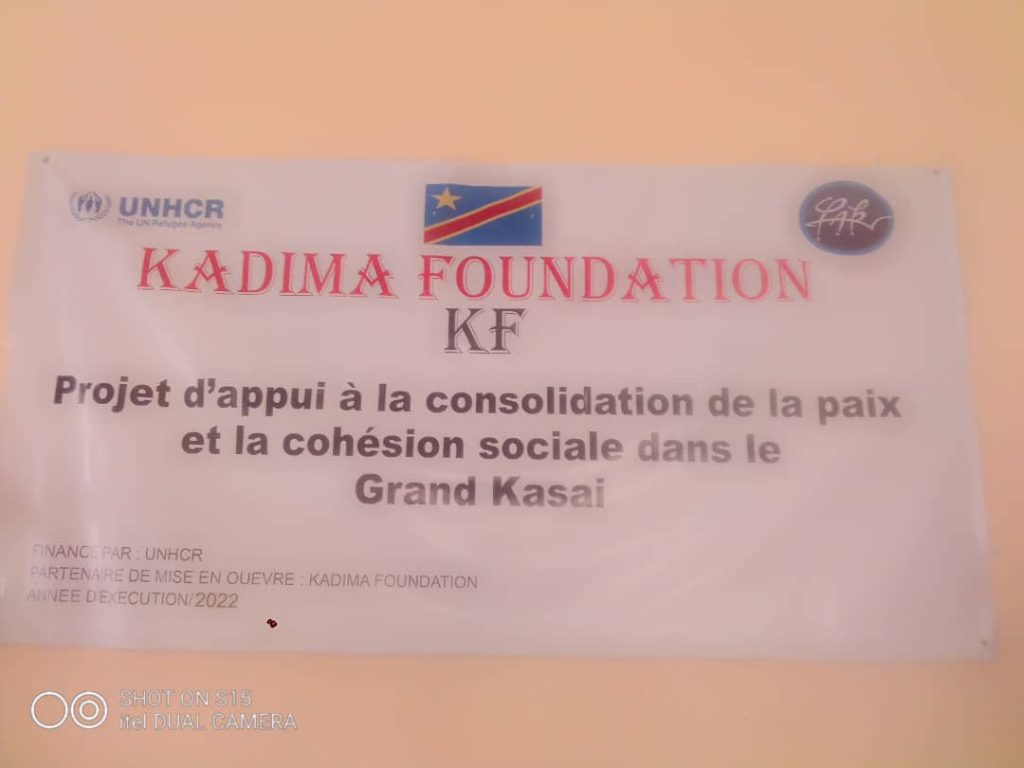 UNHCR
The UN Refugee Agency
KADIMA FOUNDATION
KF
Projet d'appui à la consolidation de la paix
et la cohésion sociale dans le
Grand Kasai
FINANCE PAR : UNHCR
PARTENAIRE DE MISE EN OUEVRE : KADIMA FOUNDATION
ANNEE D'EXECUTION/2022
SHOT ON S15
itel DUAL CAMERA